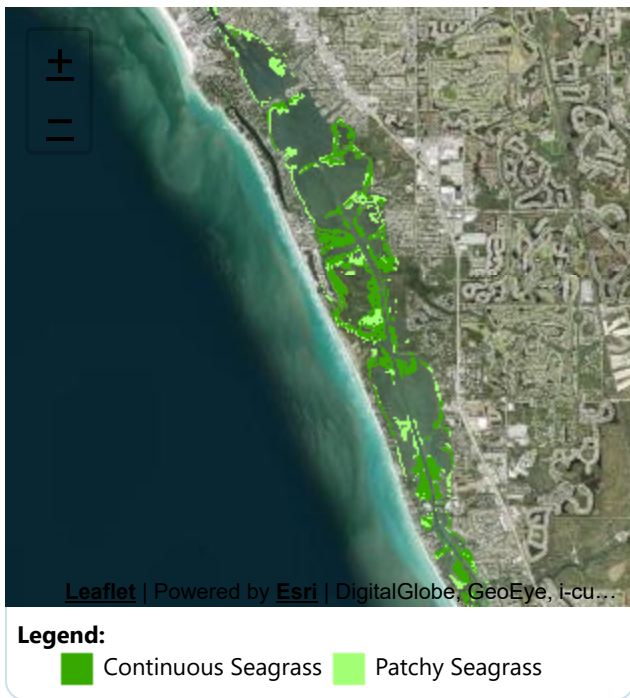 +
−
Leaflet | Powered by Esri | DigitalGlobe, GeoEye, i-cu...
Legend:
Continuous Seagrass Patchy Seagrass